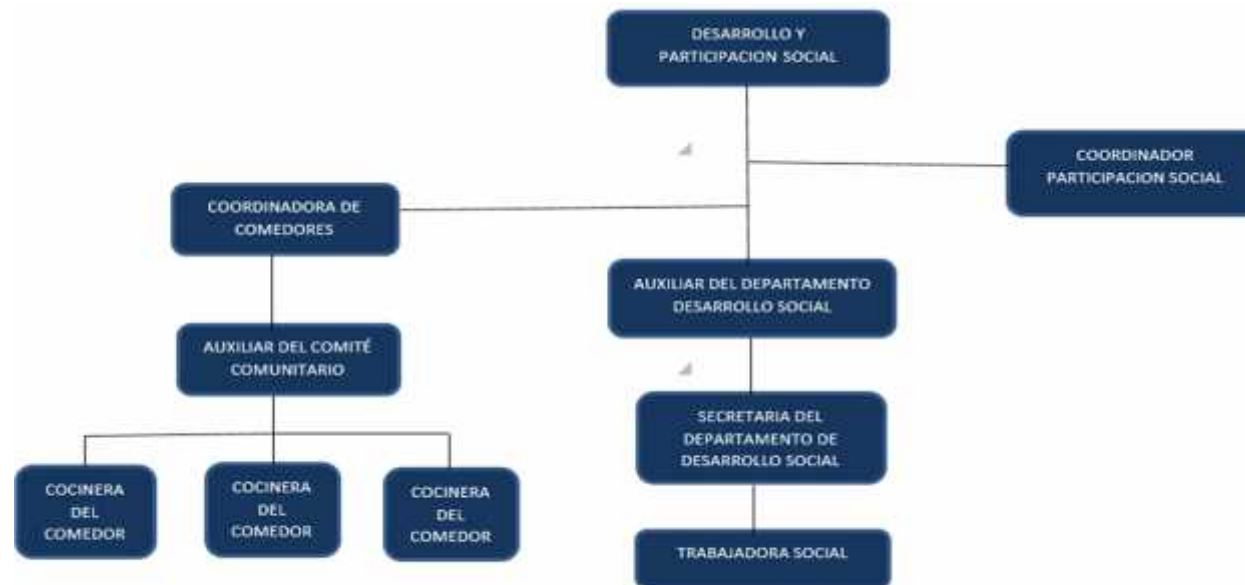 DESARROLLO Y
PARTICIPACION SOCIAL
COORDINADOR
PARTICIPACION SOCIAL
COORDINADORA DE
COMEDORES
AUXILIAR DEL DEPARTAMENTO
DESARROLLO SOCIAL
AUXILIAR DEL COMITÉ
COMUNITARIO
SECRETARIA DEL
DEPARTAMENTO DE
DESARROLLO SOCIAL
COCINERA
DEL
COMEDOR
COCINERA
DEL
COMEDOR
COCINERA
DEL
COMEDOR
TRABAJADORA SOCIAL